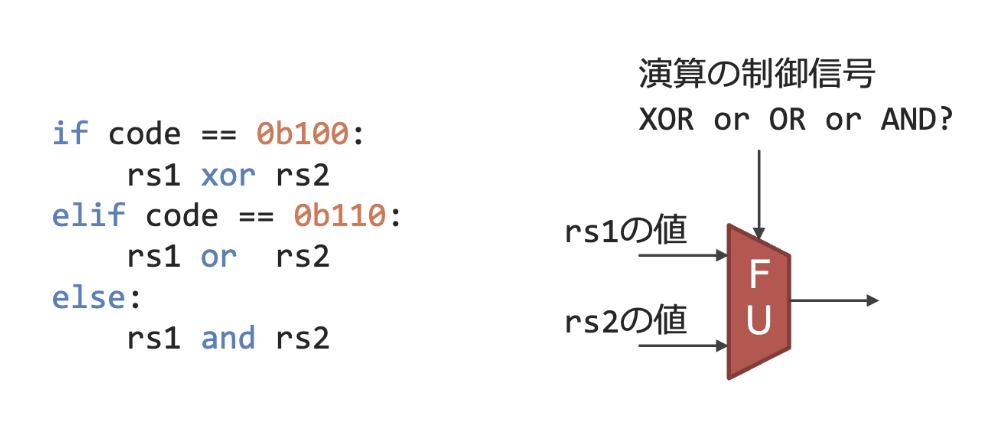 if code == 0b100:
    rs1 xor rs2
elif code == 0b110:
    rs1 or  rs2
else:
    rs1 and rs2
演算の制御信号
XOR or OR or AND?
rs1の値
rs2の値
F
U